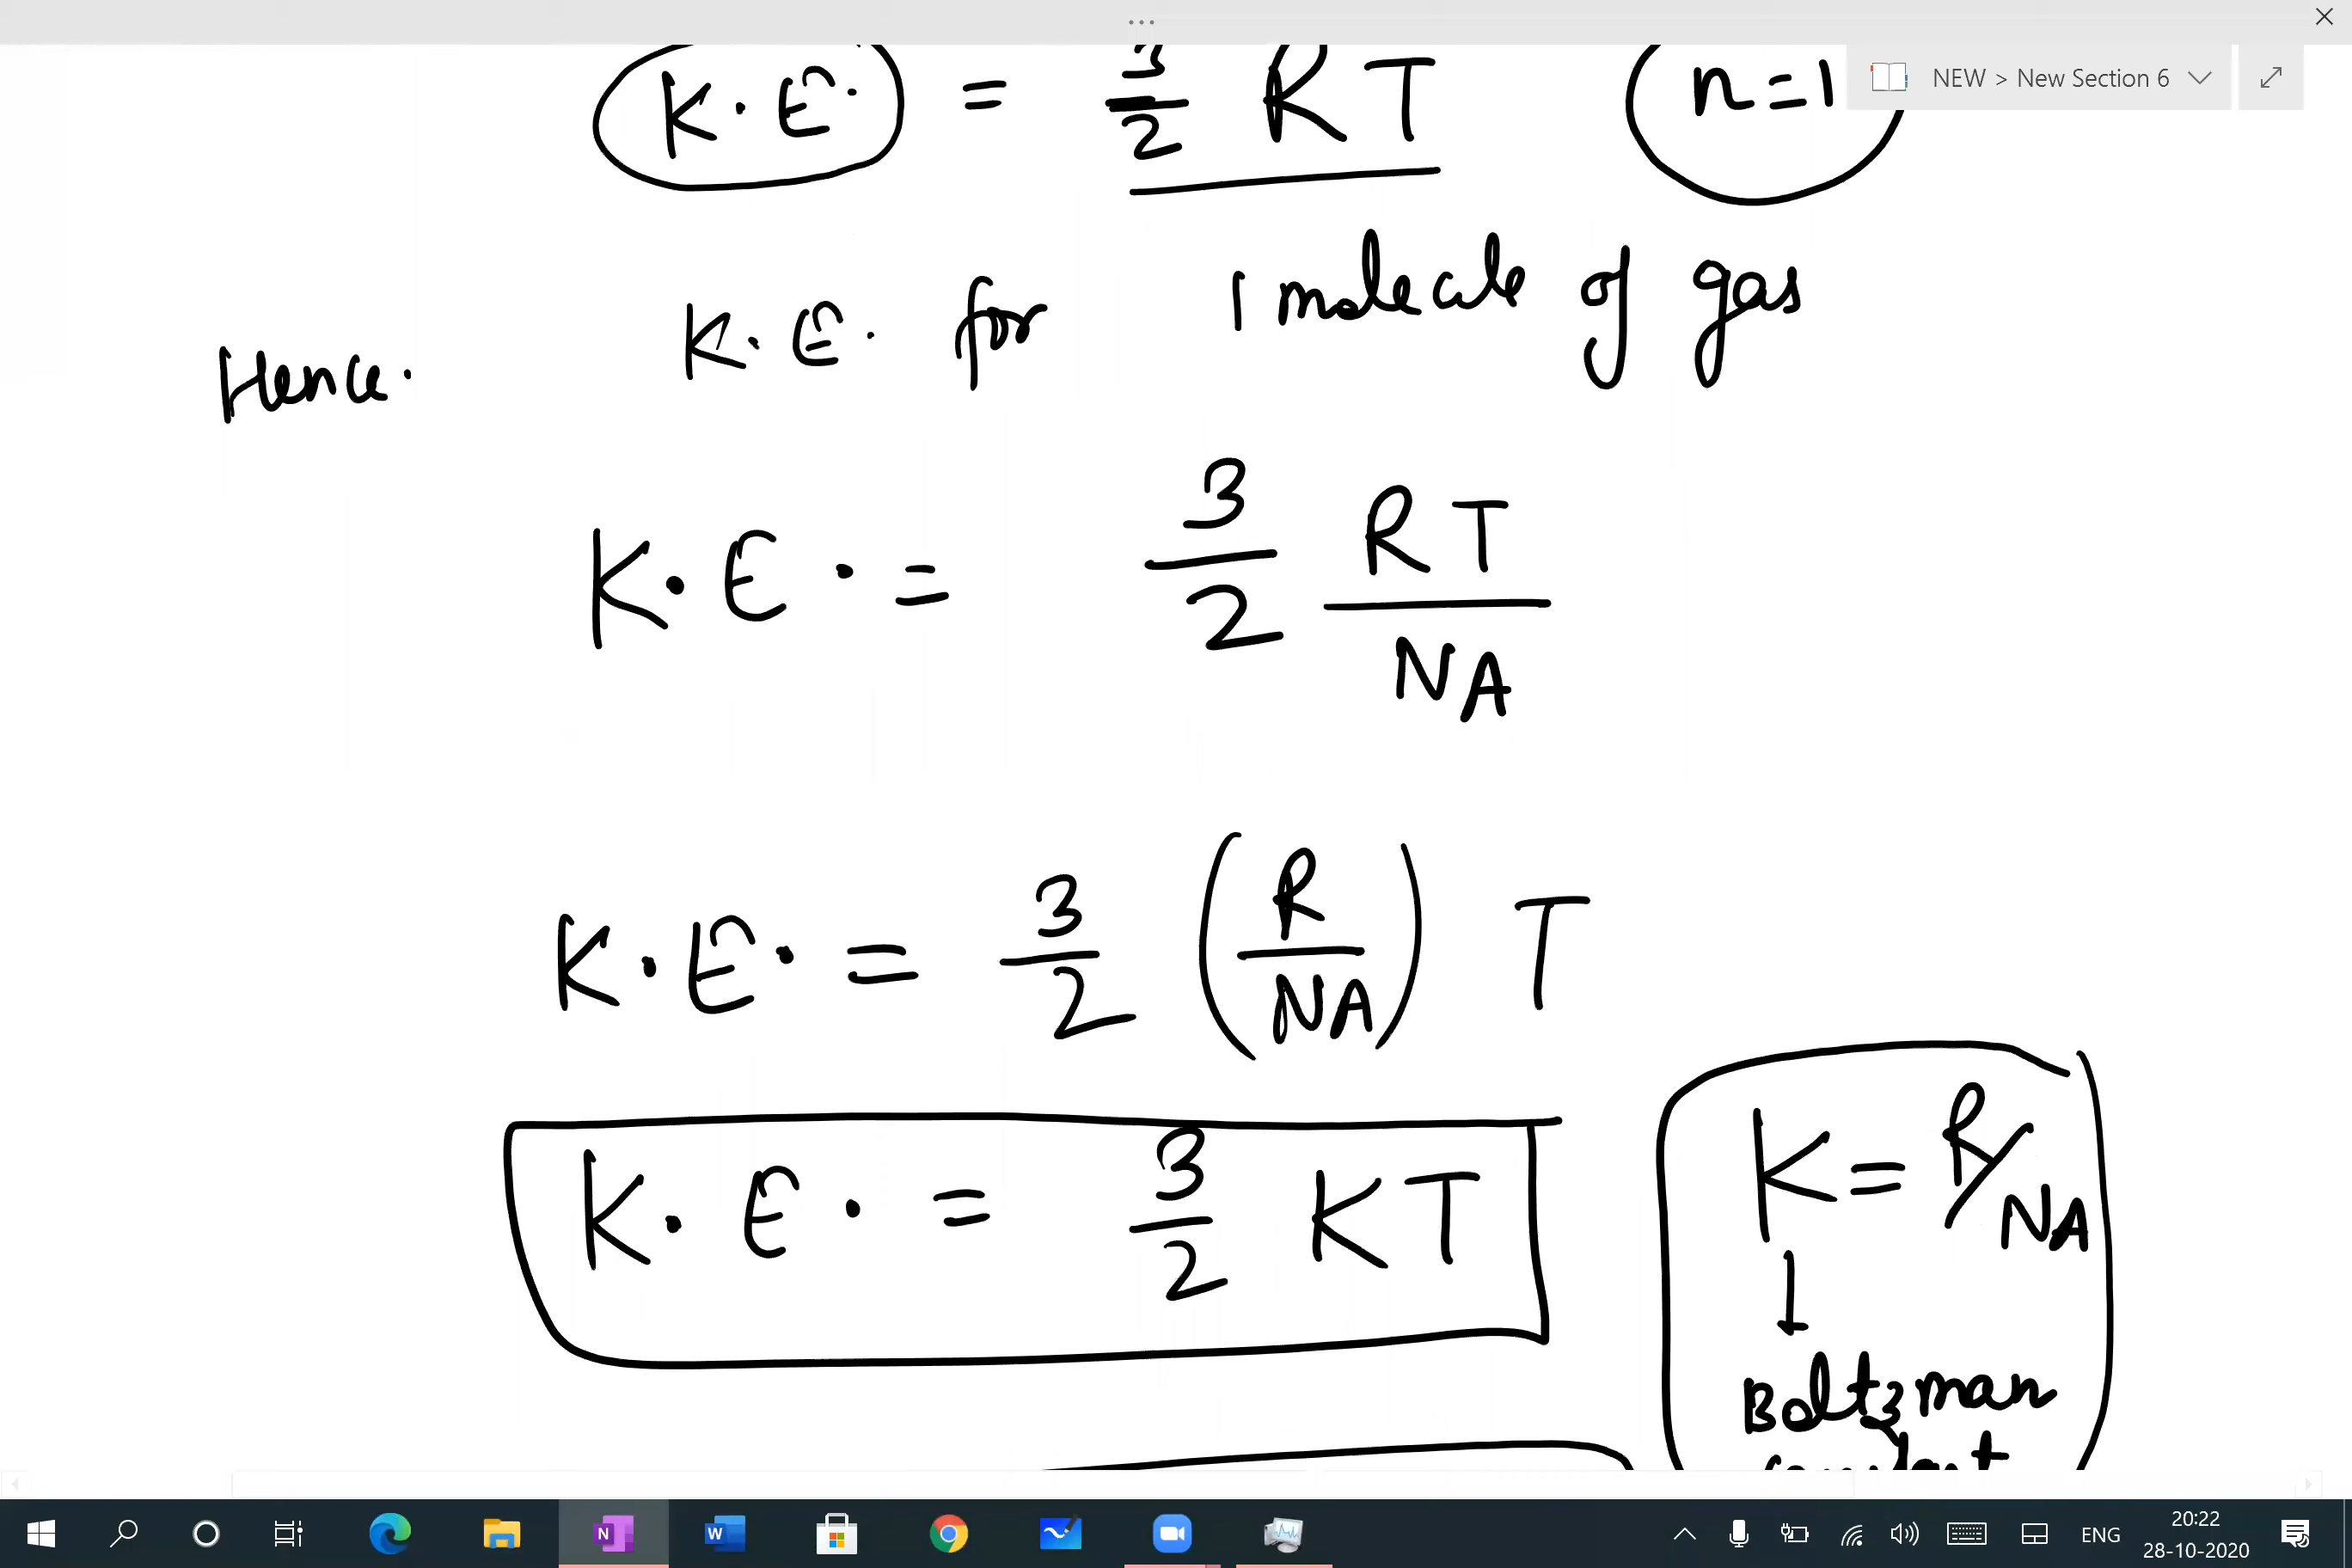 ...
NEW > New Section 6
K.E. = 3/2 RT n=1
K.E. for 1 molecule of gas
Hence.
K.E. = 3/2 RT/NA
K.E. = 3/2 (R/NA) T
K.E. = 3/2 KT
K = R/NA
Boltzman
constant
N
W
ENG
20:22
28-10-2020